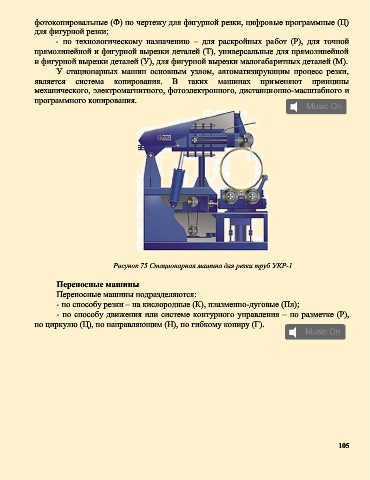 фотокопировальные (Ф) по чертежу для фигурной резки, цифровые программные (Ц)
для фигурной резки;
- по технологическому назначению – для раскройных работ (Р), для точной
прямолинейной и фигурной вырезки деталей (Т), универсальные для прямолинейной
и фигурной вырезки деталей (У), для фигурной вырезки малогабаритных деталей (М).
У стационарных машин основным узлом, автоматизирующим процесс резки,
является система копирования. В таких машинах применяют принципы
механического, электромагнитного, фотоэлектронного, дистанционно-масштабного и
программного копирования.
Music On
Рисунок 75 Стационарная машина для резки труб УКР-1
Переносные машины
Переносные машины подразделяются;
- по способу резки – на кислородные (К), плазменно-дуговые (Пл);
- по способу движения или системе контурного управления – по разметке (Р),
по циркулю (Ц), по направляющим (Н), по гибкому копиру (Г).
Music On
105